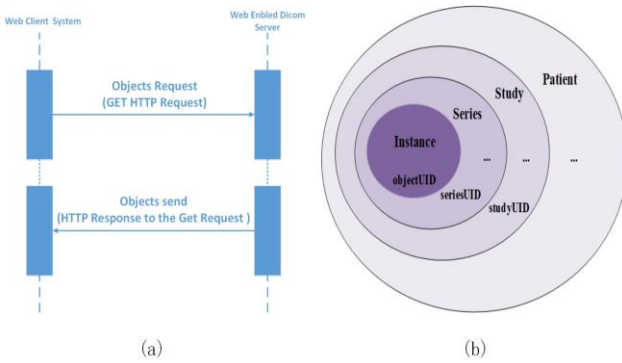 Web Client System
Web Enbled Dicom
Server
Objects Request
(GET HTTP Request)
Objects send
(HTTP Response to the Get Request )
(a)
Patient
Study
Series
Instance
... ... ...
objectUID
seriesUID
studyUID
(b)